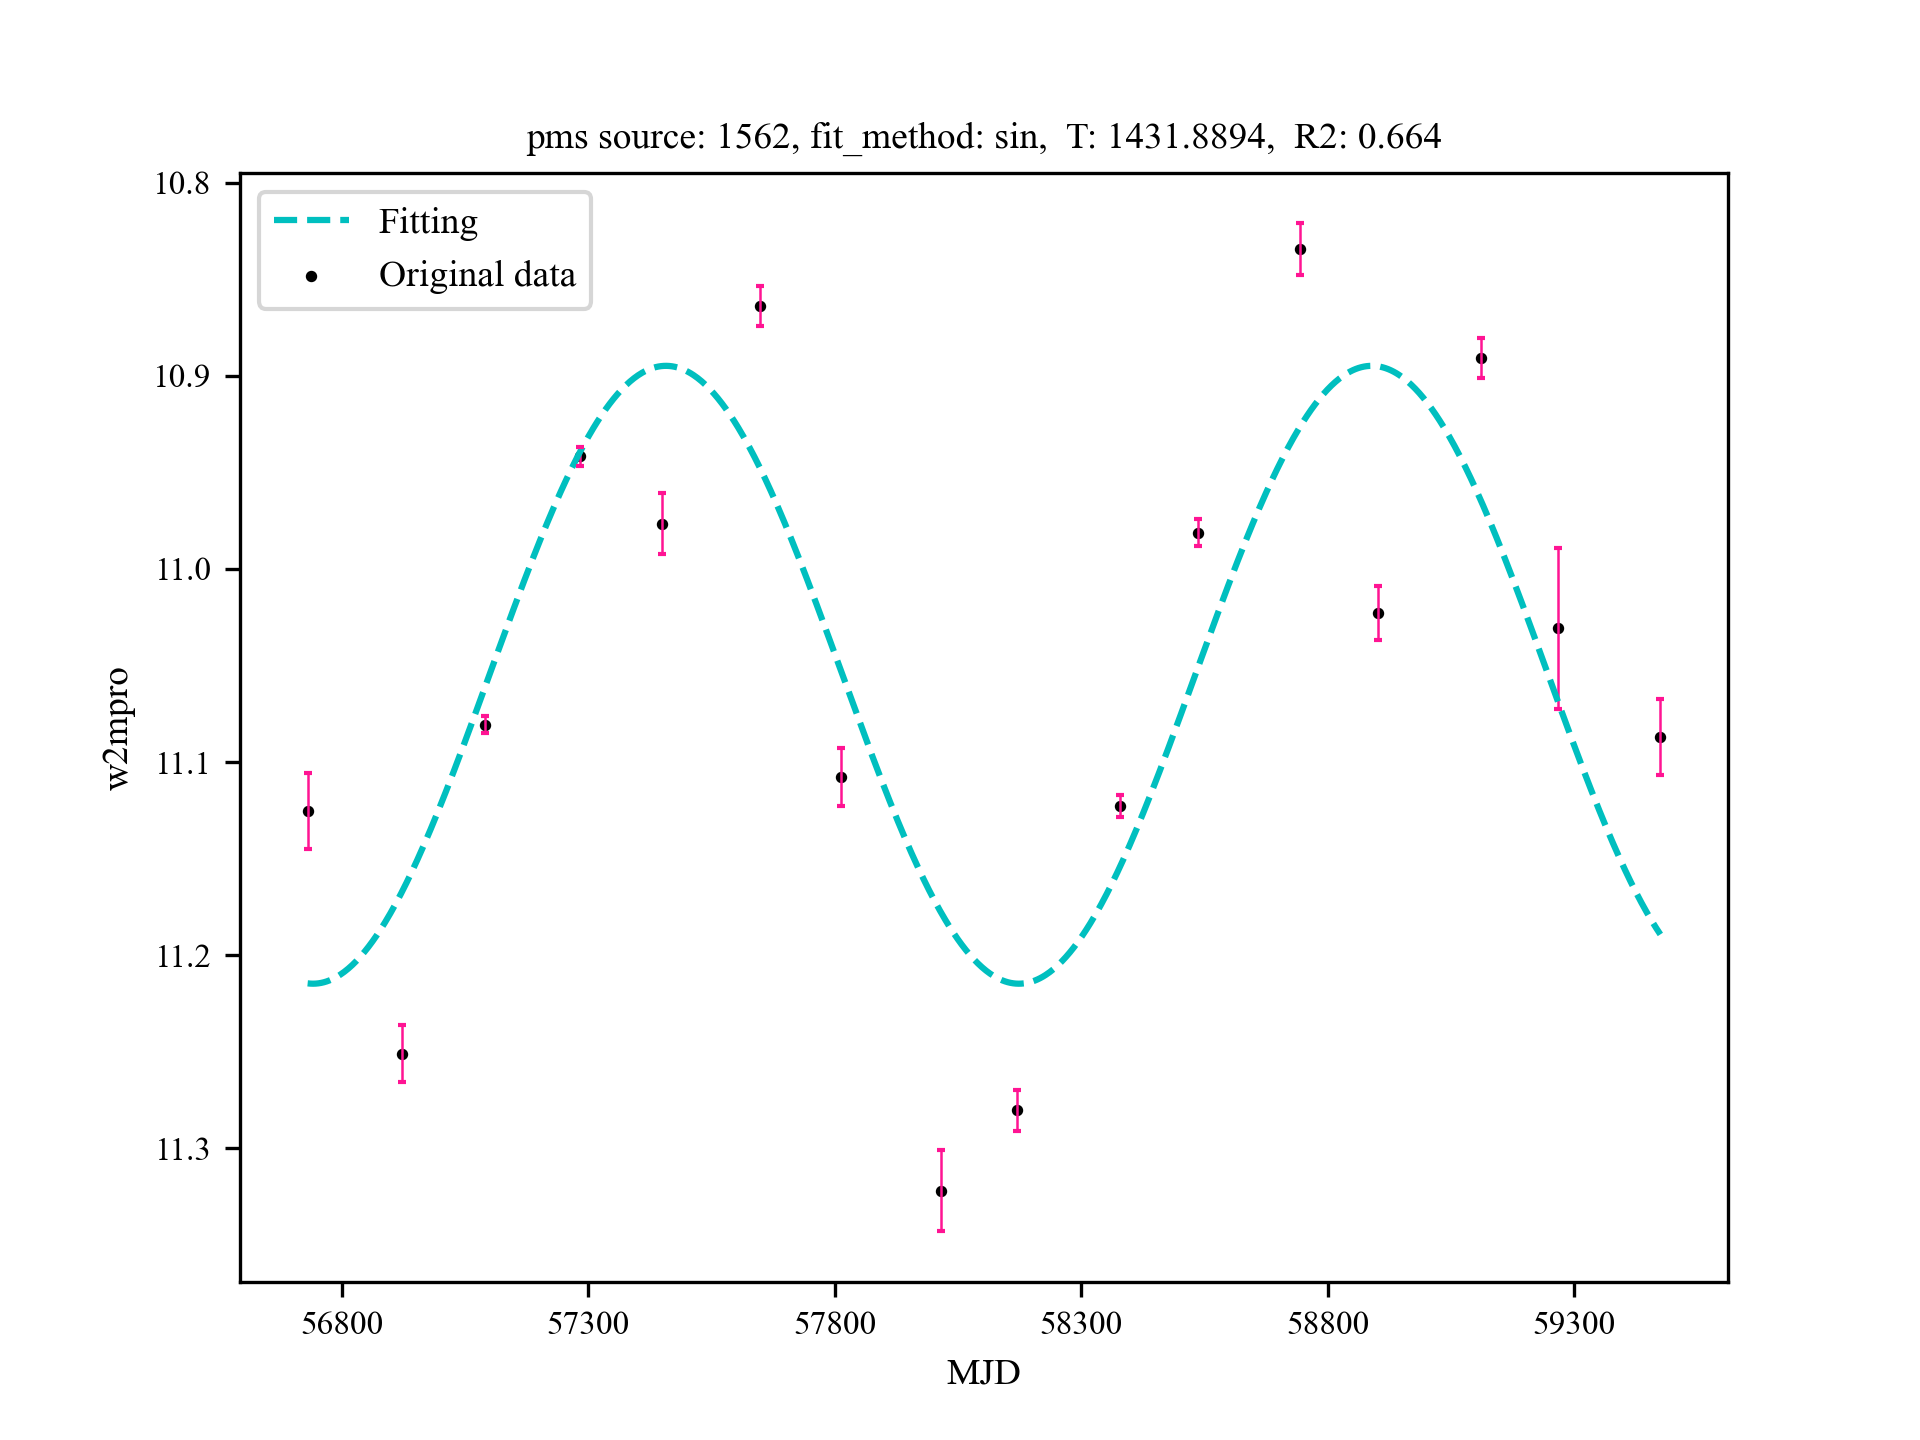 pms source: 1562, fit_method: sin,  T: 1431.8894,  R2: 0.664
Fitting
Original data
10.8
10.9
11.0
11.1
11.2
11.3
w2mpro
56800
57300
57800
58300
58800
59300
MJD